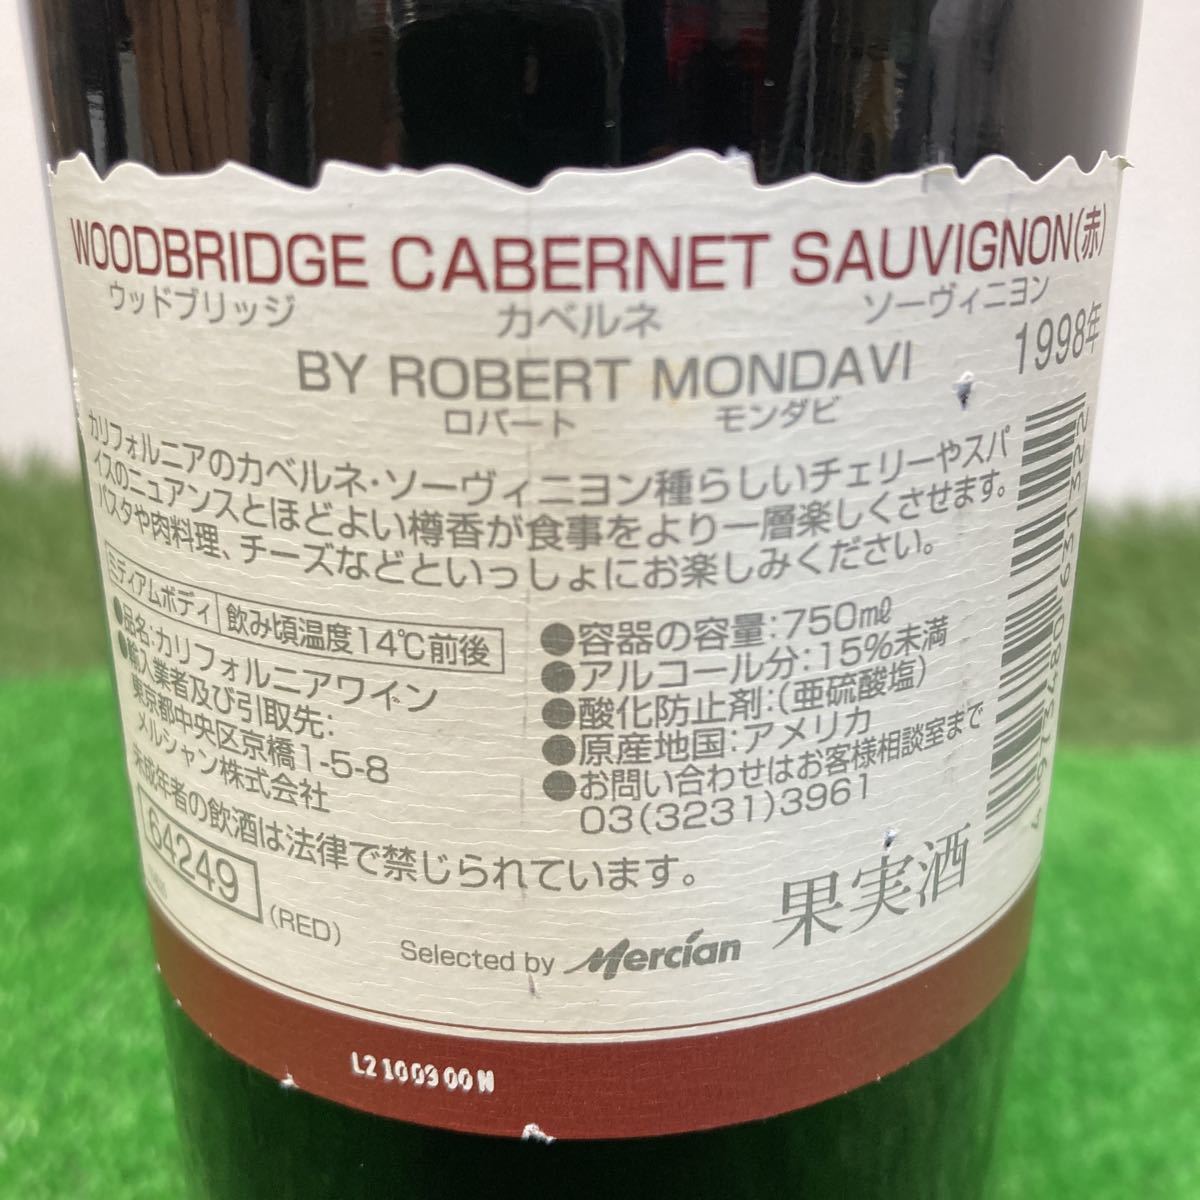 WOODBRIDGE CABERNET SAUVIGNON(赤)
ウッドブリッジ カベルネ ソーヴィニヨン
1998年
BY ROBERT MONDAVI
ロバート モンダビ
カリフォルニアのカベルネ・ソーヴィニヨン種らしいチェリーやスパ
イスのニュアンスとほどよい樽香が食事をより一層楽しくさせます。
パスタや肉料理、チーズなどといっしょにお楽しみください。
ミディアムボディ 飲み頃温度14℃前後
●品名:カリフォルニアワイン
●輸入業者及び引取先:
東京都中央区京橋1-5-8
メルシャン株式会社
●容器の容量:750mℓ
●アルコール分:15%未満
●酸化防止剤:(亜硫酸塩)
●原産地国:アメリカ
●お問い合わせはお客様相談室まで
03(3231)3961
未成年者の飲酒は法律で禁じられています。
64249
(RED)
果実酒
Selected by Mercian
L2100900N